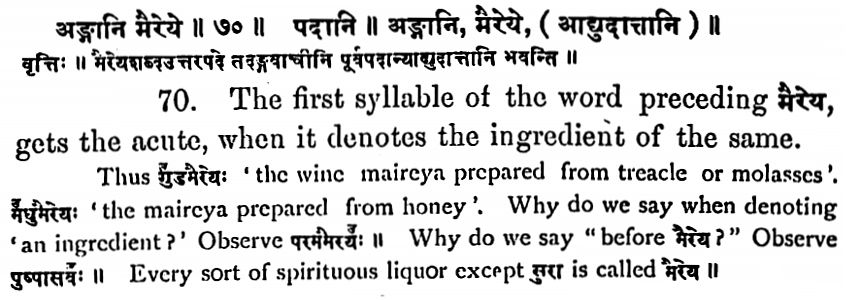 अङ्गानि मैरेये ॥ ७० ॥ पदानि ॥ अङ्गानि, मैरेये, ( आद्युदात्तानि ) ॥
वृत्तिः ॥ मैरेयशब्दउत्तरपदे तदङ्गवाचीनि पूर्वपदान्याद्युदात्तानि भवन्ति ॥
70. The first syllable of the word preceding मैरेय,
gets the acute, when it denotes the ingredient of the same.
Thus गुँडमैरेयः 'the wine maireya prepared from treacle or molasses'.
मँधुमैरेयः 'the maireya prepared from honey'. Why do we say when denoting
'an ingredient?' Observe ॥ Why do we say "before मैरेय?" Observe
पुष्पासवँः ॥ Every sort of spirituous liquor except सुरा is called मैरेय ॥